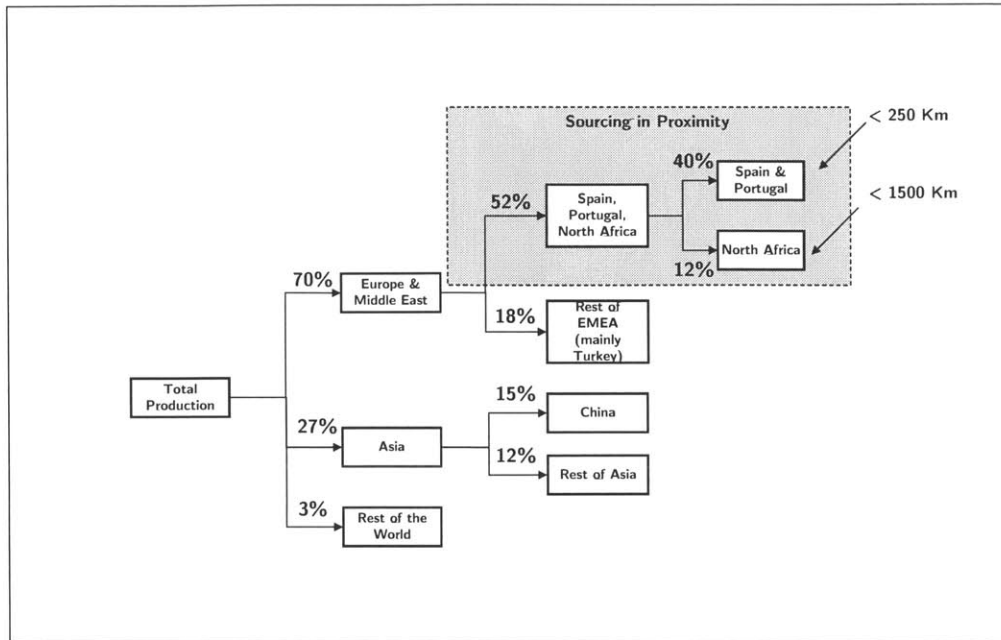 Sourcing in Proximity
< 250 Km
40%
Spain &
Portugal
< 1500 Km
52%
Spain,
Portugal,
North Africa
North Africa
12%
70%
Europe &
Middle East
18%
Rest of
EMEA
(mainly
Turkey)
Total
Production
15%
China
27%
Asia
12%
Rest of Asia
3%
Rest of the
World